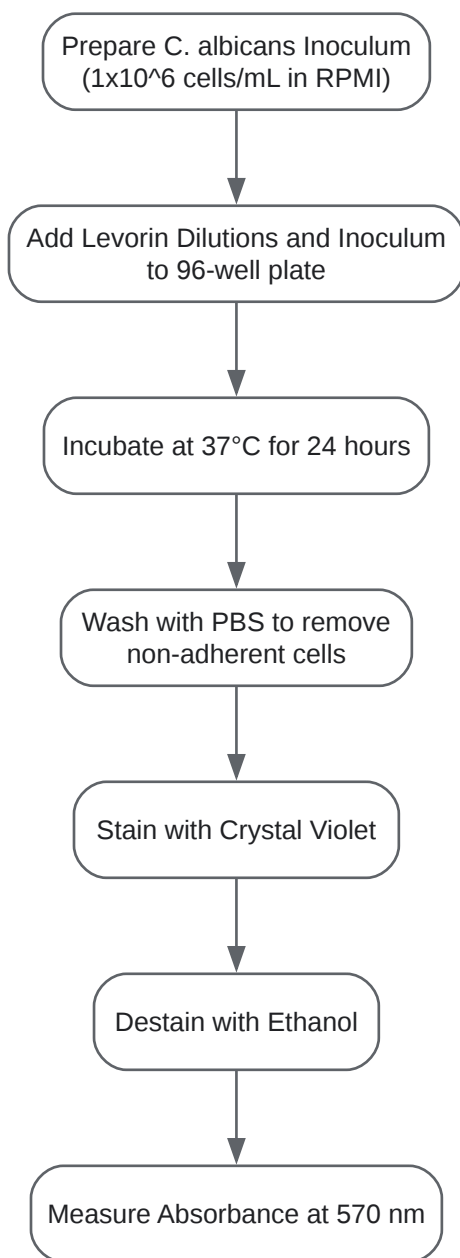 Prepare C. albicans Inoculum
(1x10^6 cells/mL in RPMI)
Add Levorin Dilutions and Inoculum
to 96-well plate
Incubate at 37°C for 24 hours
Wash with PBS to remove
non-adherent cells
Stain with Crystal Violet
Destain with Ethanol
Measure Absorbance at 570 nm